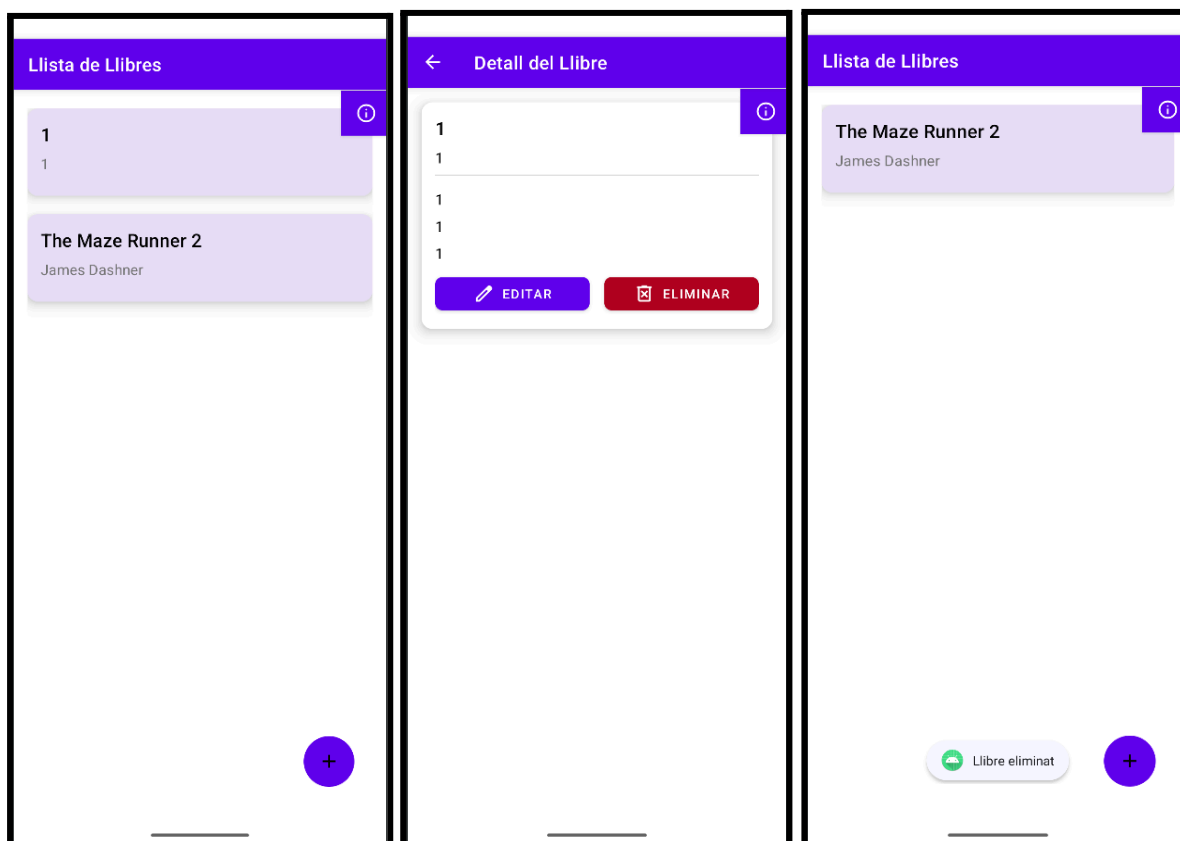 Llista de Llibres
1
1
The Maze Runner 2
James Dashner
Detall del Llibre
1
1
1
1
1
EDITAR
ELIMINAR
Llista de Llibres
The Maze Runner 2
James Dashner
Llibre eliminat